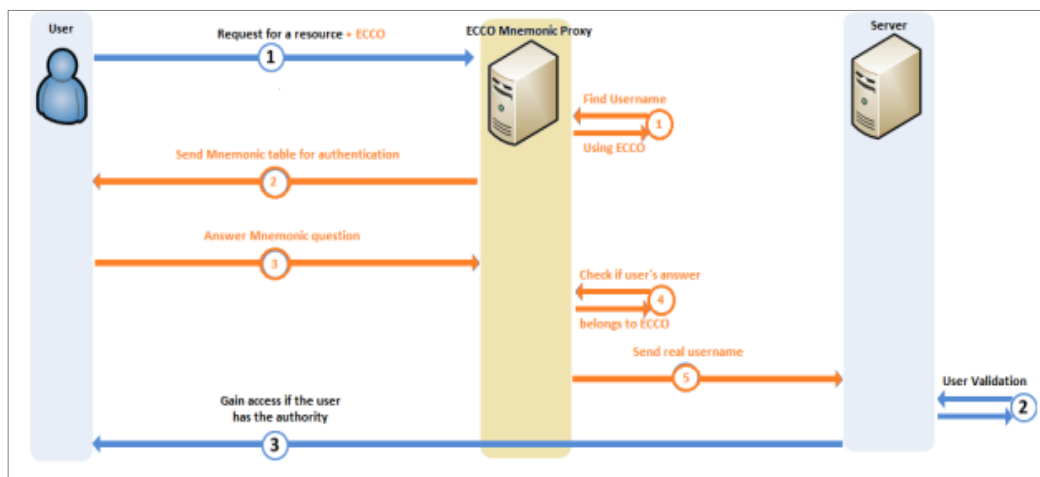 User
ECCO Mnemonic Proxy
Server
Request for a resource + ECCO
1
Find Username
1
Using ECCO
Send Mnemonic table for authentication
2
Answer Mnemonic question
3
Check if user's answer
4
belongs to ECCO
Send real username
5
User Validation
2
Gain access if the user
has the authority
3